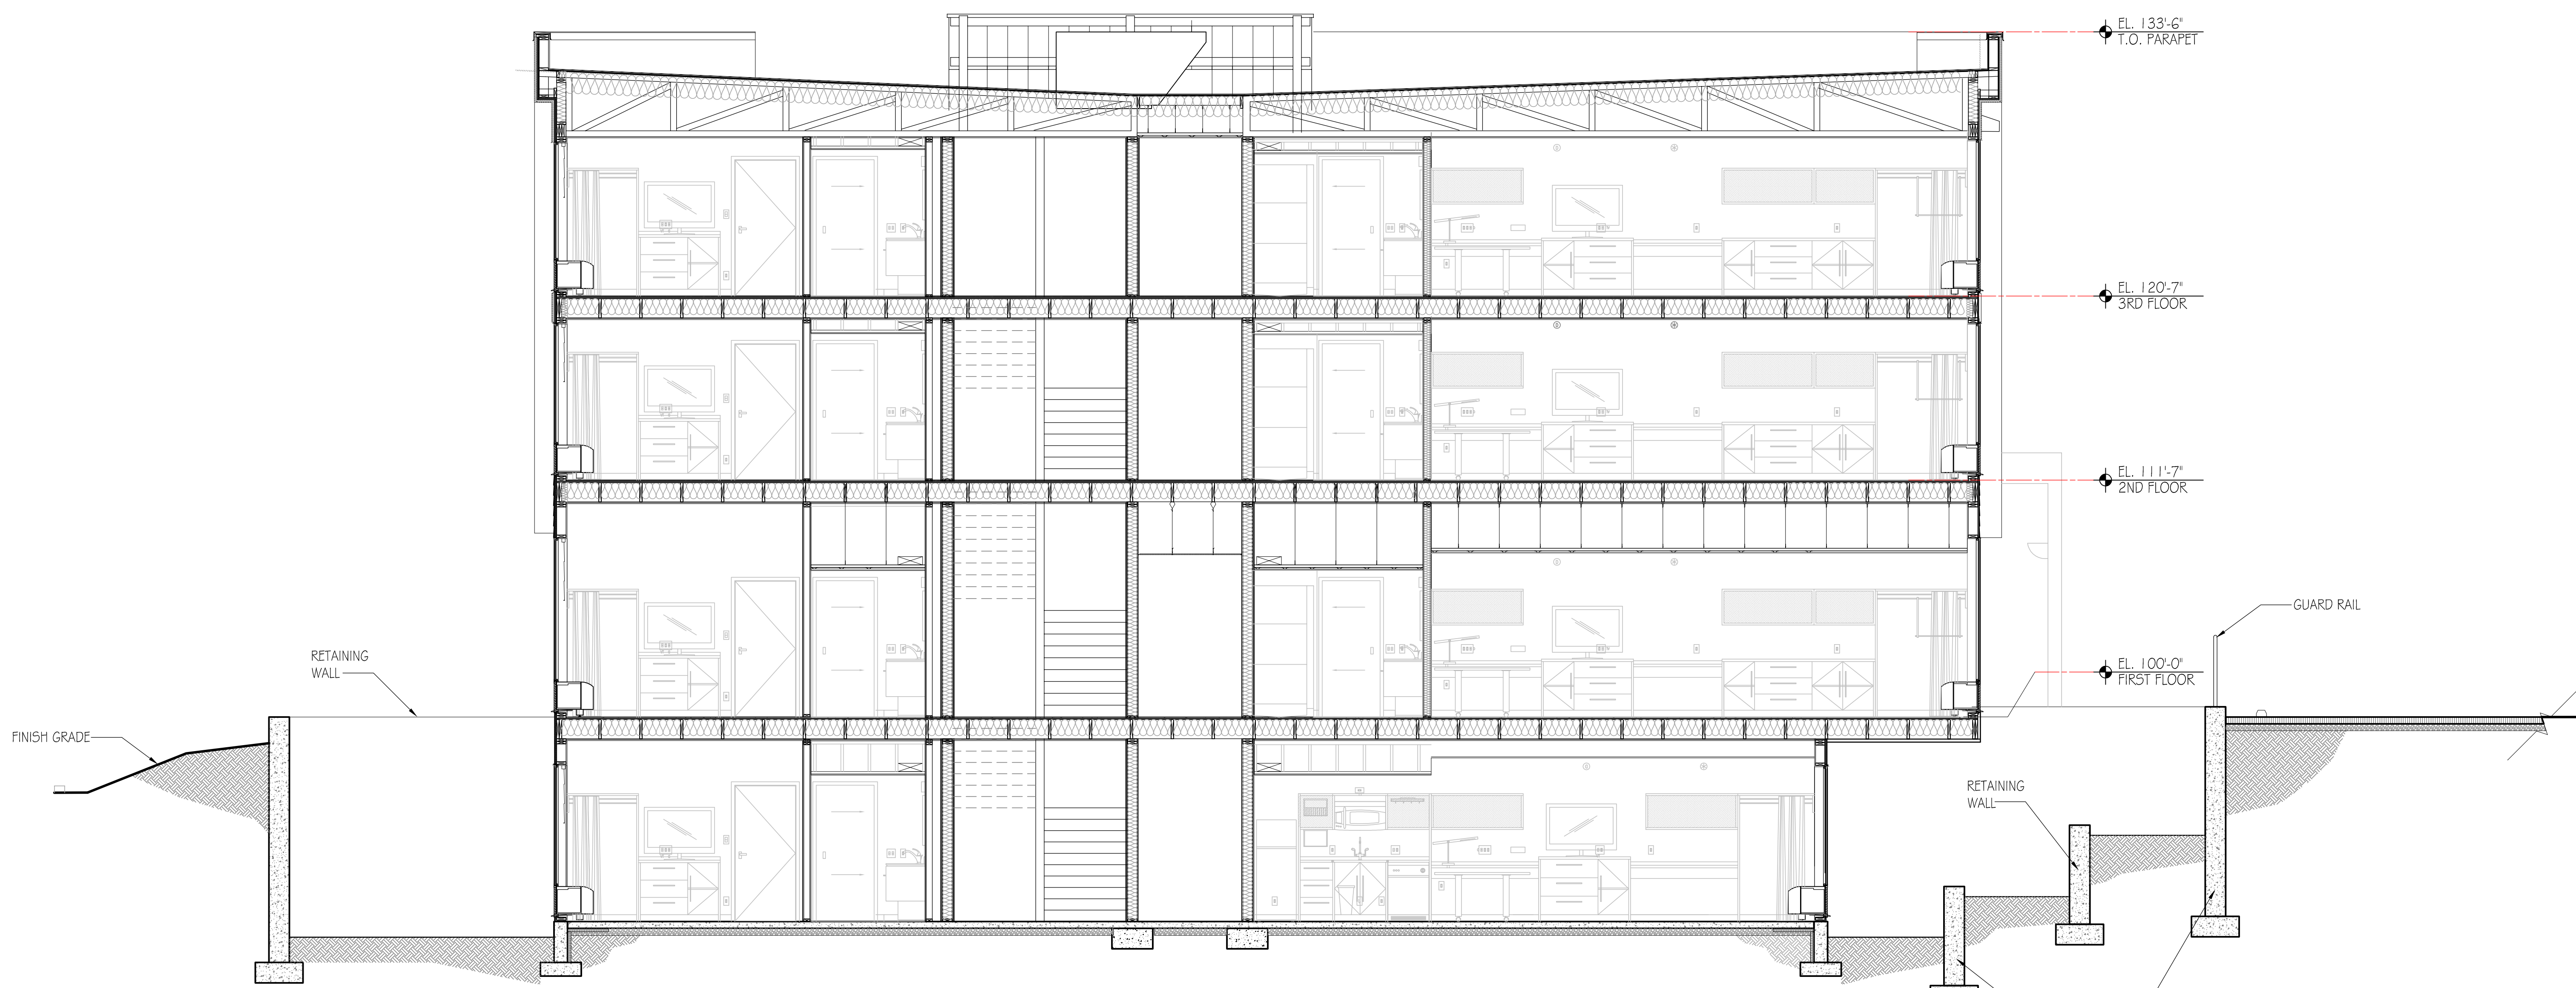 EL. 133'-6"
T.O. PARAPET
EL. 120'-7"
3RD FLOOR
EL. 111'-7"
2ND FLOOR
GUARD RAIL
RETAINING
WALL
EL. 100'-0"
FIRST FLOOR
FINISH GRADE
RETAINING
WALL